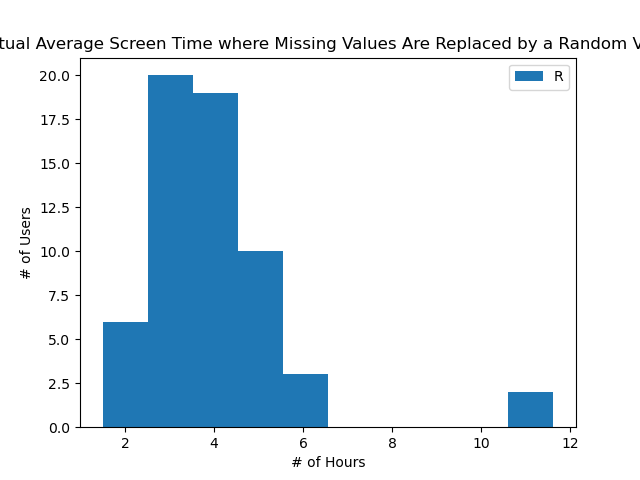 tual Average Screen Time where Missing Values Are Replaced by a Random V
R
20.0
17.5
15.0
12.5
10.0
7.5
5.0
2.5
0.0
# of Users
2 4 6 8 10 12
# of Hours